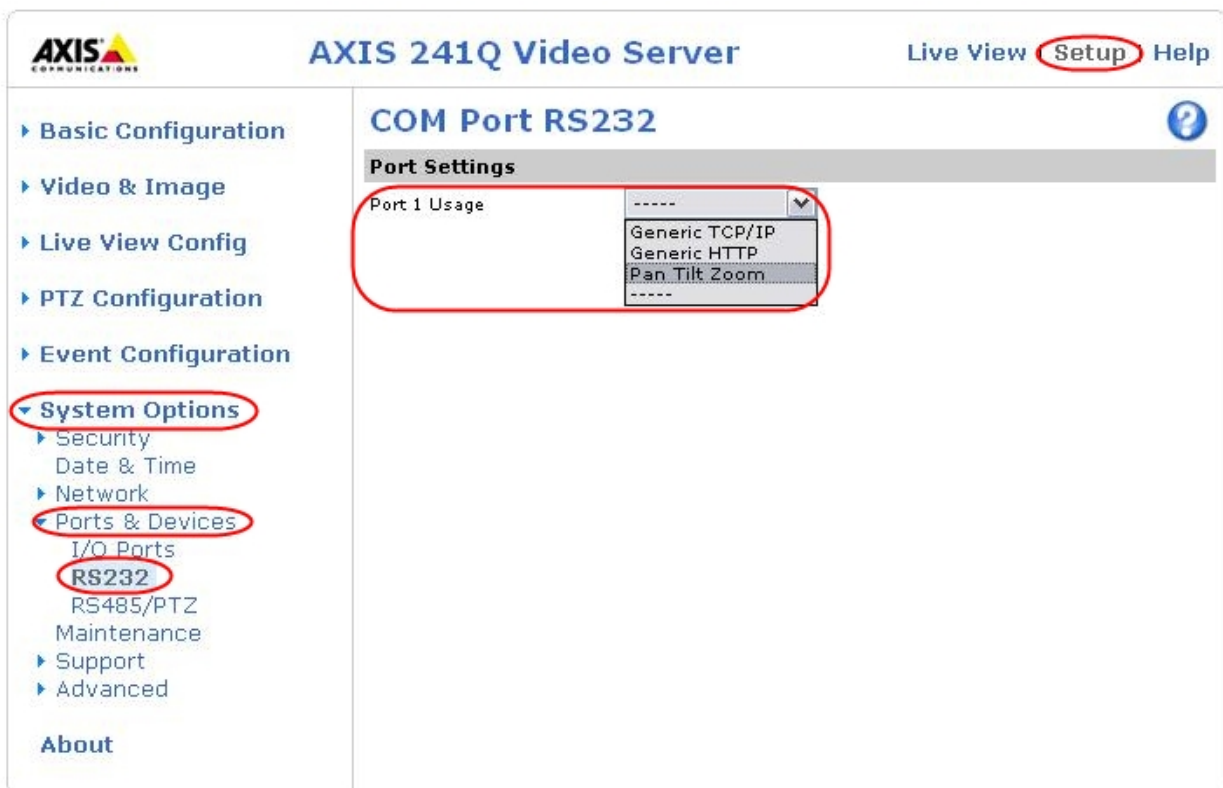 AXIS
COMMUNICATIONS
AXIS 241Q Video Server
Live View | Setup | Help
Basic Configuration
Video & Image
Live View Config
PTZ Configuration
Event Configuration
System Options
Security
Date & Time
Network
Ports & Devices
I/O Ports
RS232
RS485/PTZ
Maintenance
Support
Advanced
About
COM Port RS232
?
Port Settings
Port 1 Usage
-----
Generic TCP/IP
Generic HTTP
Pan Tilt Zoom
-----